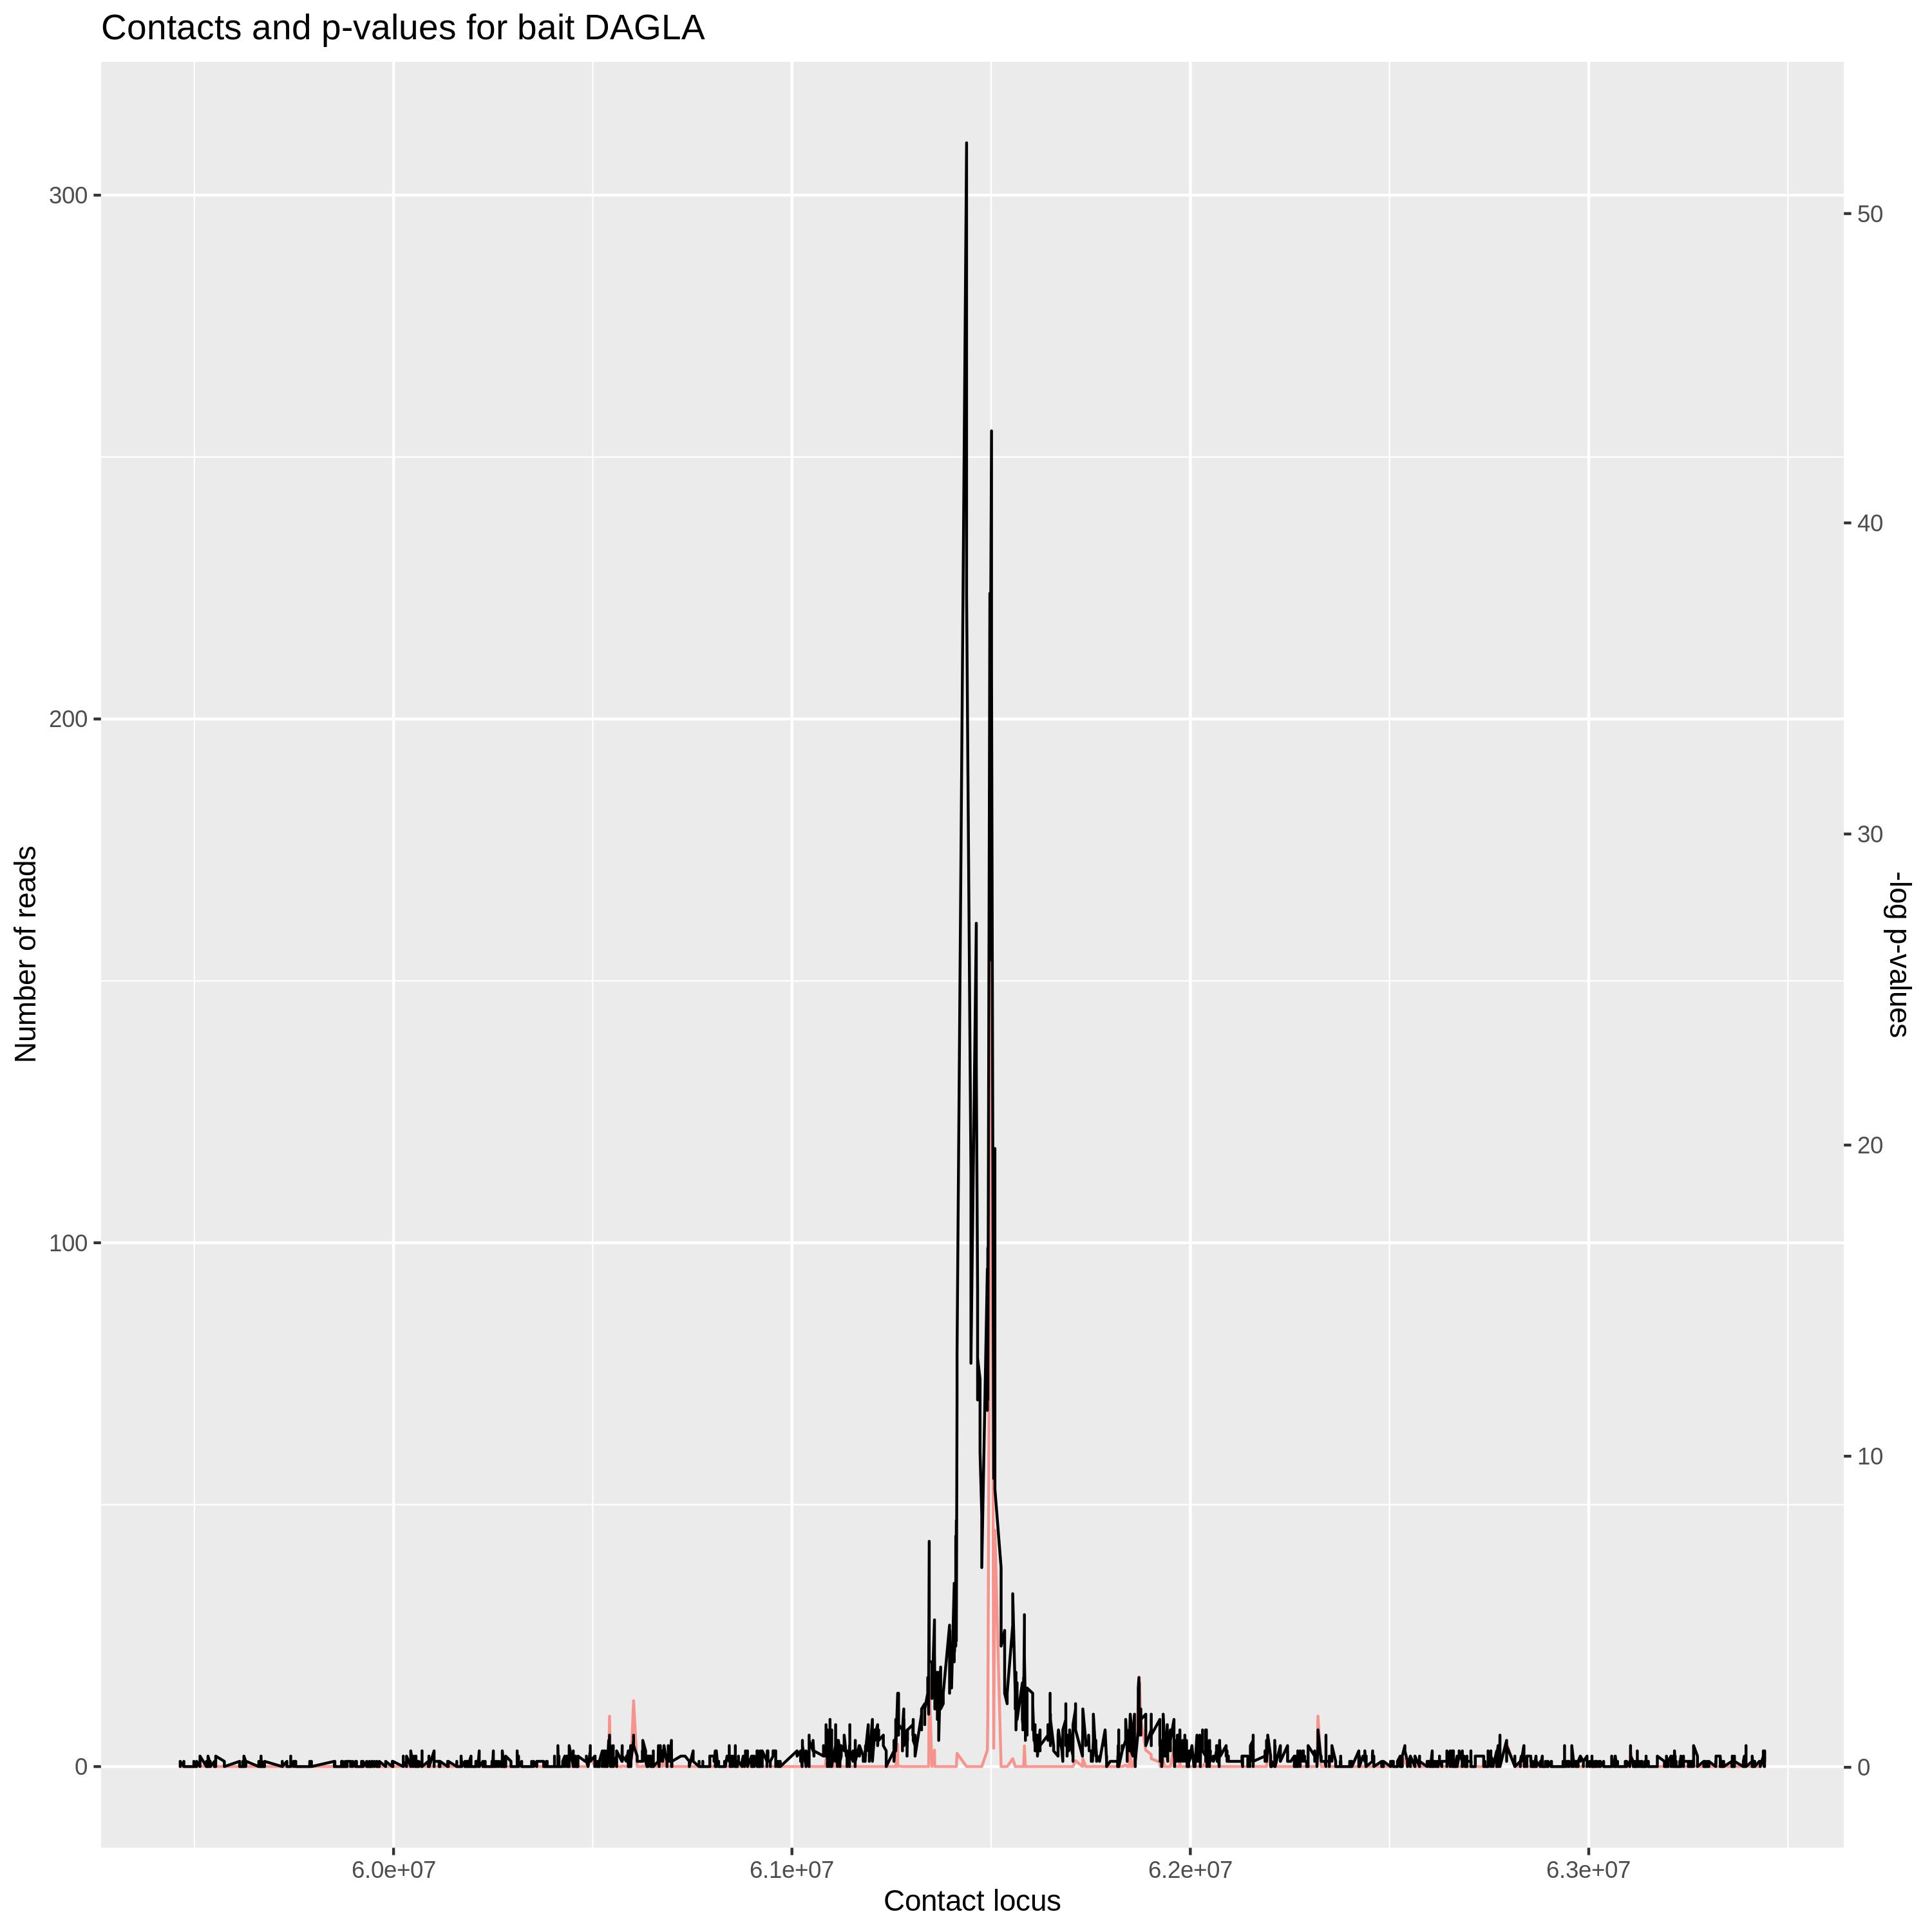 Contacts and p-values for bait DAGLA
Number of reads
300
200
100
0
50
40
30
20
10
0
-log p-values
6.0e+07 6.1e+07 6.2e+07 6.3e+07
Contact locus